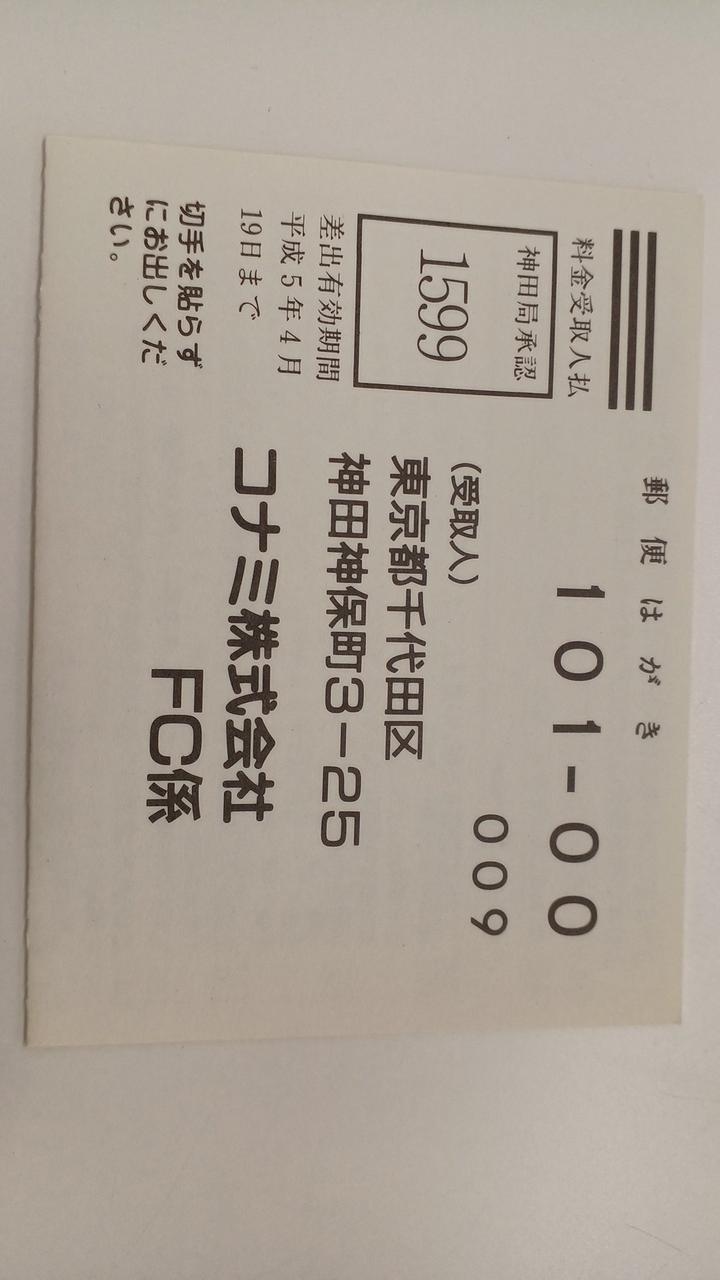 郵便はがき
101-00
009
料金受取人払
神田局承認
1599
差出有効期間
平成5年4月
19日まで
切手を貼らず
にお出しくだ
さい。
(受取人)
東京都千代田区
神田神保町3-25
コナミ株式会社
FC係